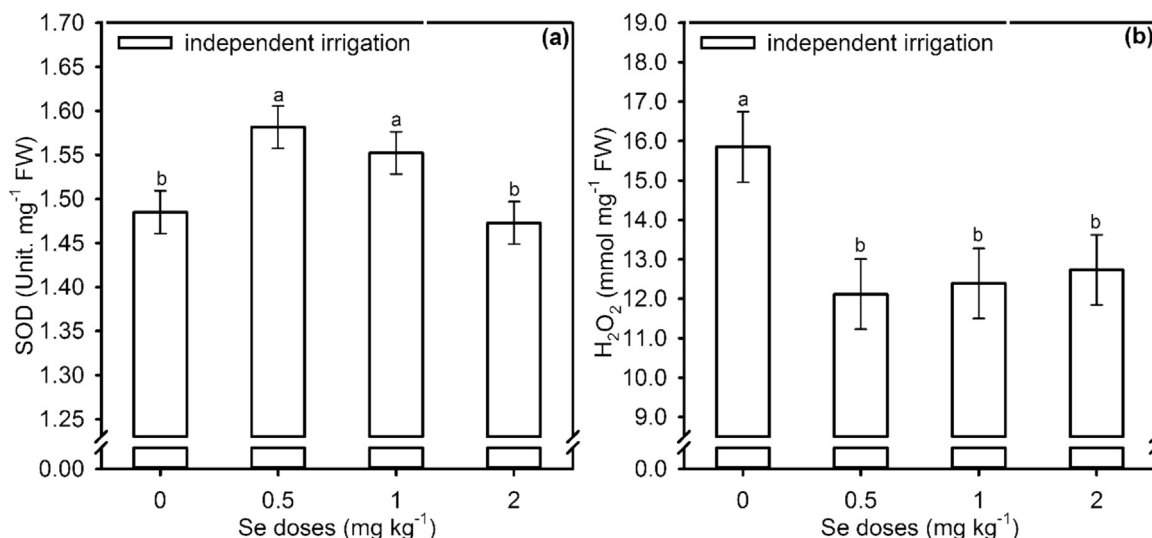 1.70
1.65
1.60
1.55
1.50
1.45
1.40
1.35
1.30
1.25
0.00
SOD (Unit. mg⁻¹ FW)
independent irrigation
(a)
b
a
a
b
0
0.5
1
2
Se doses (mg kg⁻¹)
19.0
18.0
17.0
16.0
15.0
14.0
13.0
12.0
11.0
10.0
9.0
0.0
H₂O₂ (mmol mg⁻¹ FW)
independent irrigation
(b)
a
b
b
b
0
0.5
1
2
Se doses (mg kg⁻¹)